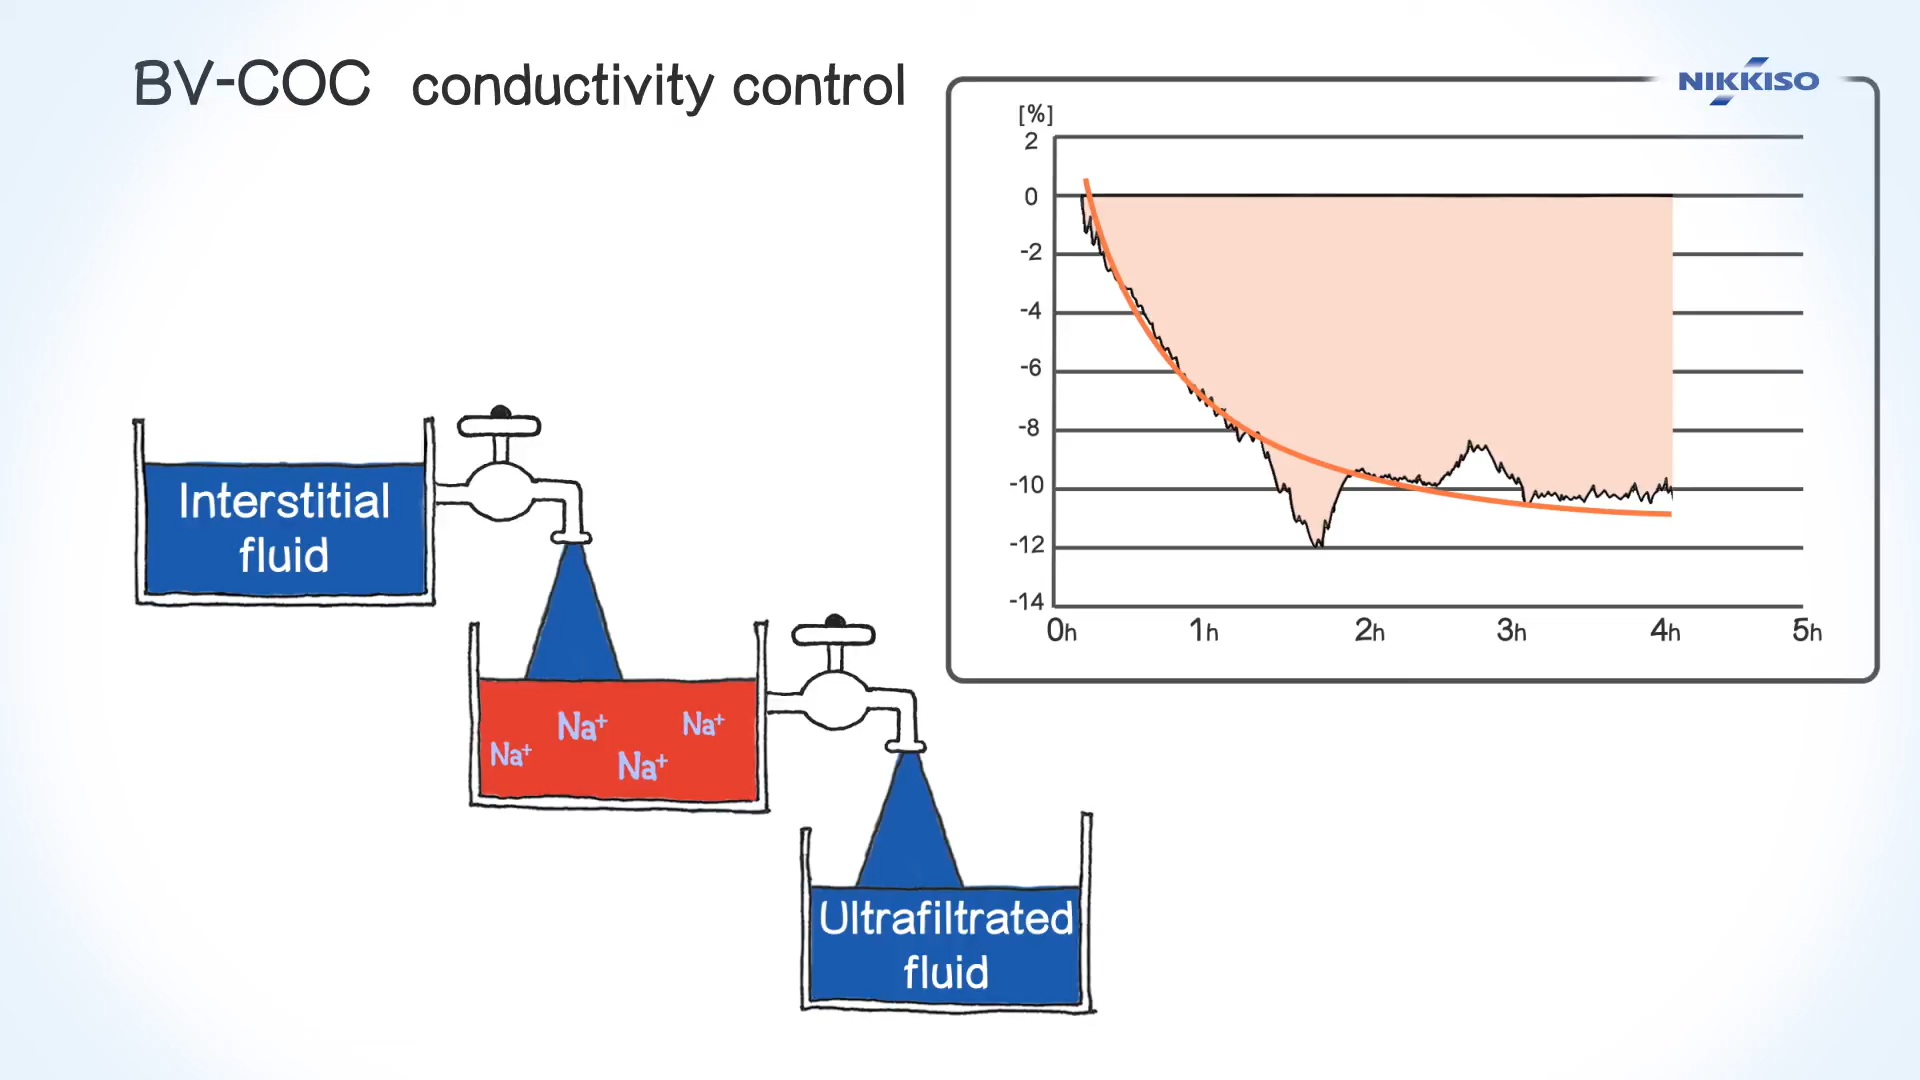 BV-COC conductivity control
NIKKISO
[%]
2
0
-2
-4
-6
-8
-10
-12
-14
0h 1h 2h 3h 4h 5h
Interstitial
fluid
Na+ Na+ Na+ Na+
Ultrafiltrated
fluid